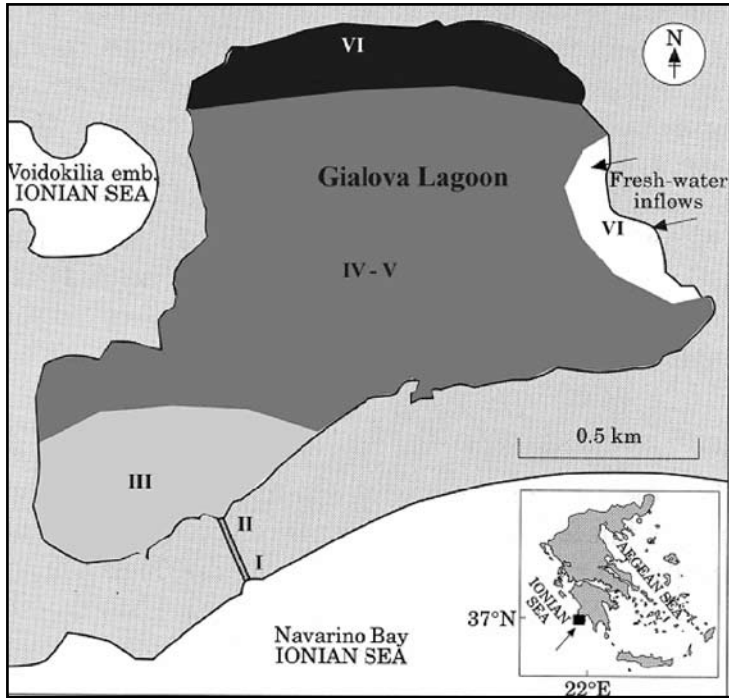 VI
N
Voidokilia emb.
IONIAN SEA
Gialova Lagoon
Fresh-water
inflows
VI
IV - V
0.5 km
III
II
I
Navarino Bay
IONIAN SEA
AEGEAN SEA
IONIAN
SEA
37°N
22°E